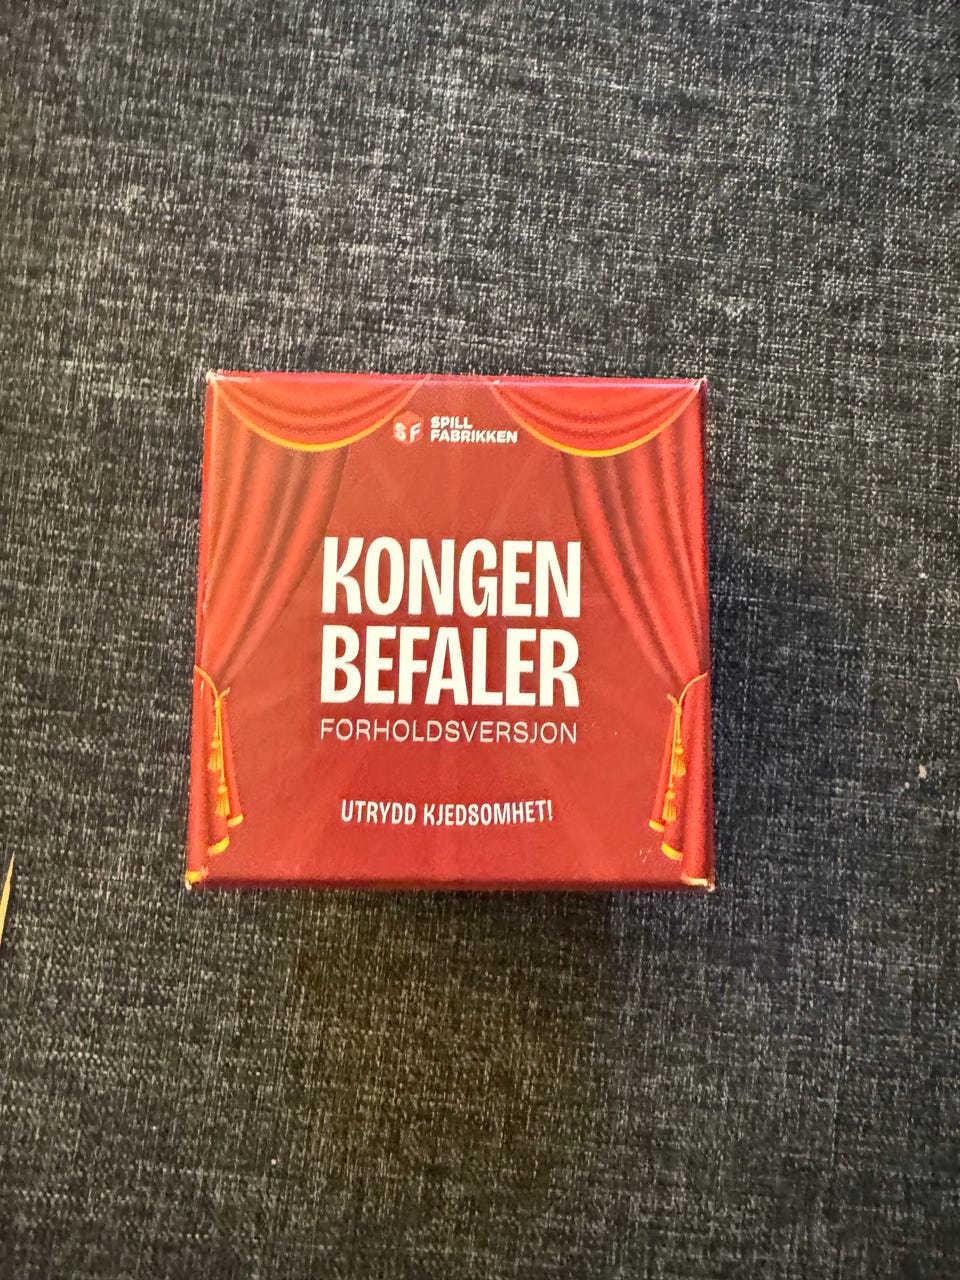 SF
SPILL
FABRIKKEN
KONGEN
BEFALER
FORHOLDSVERSJON
UTRYDD KJEDSOMHET!